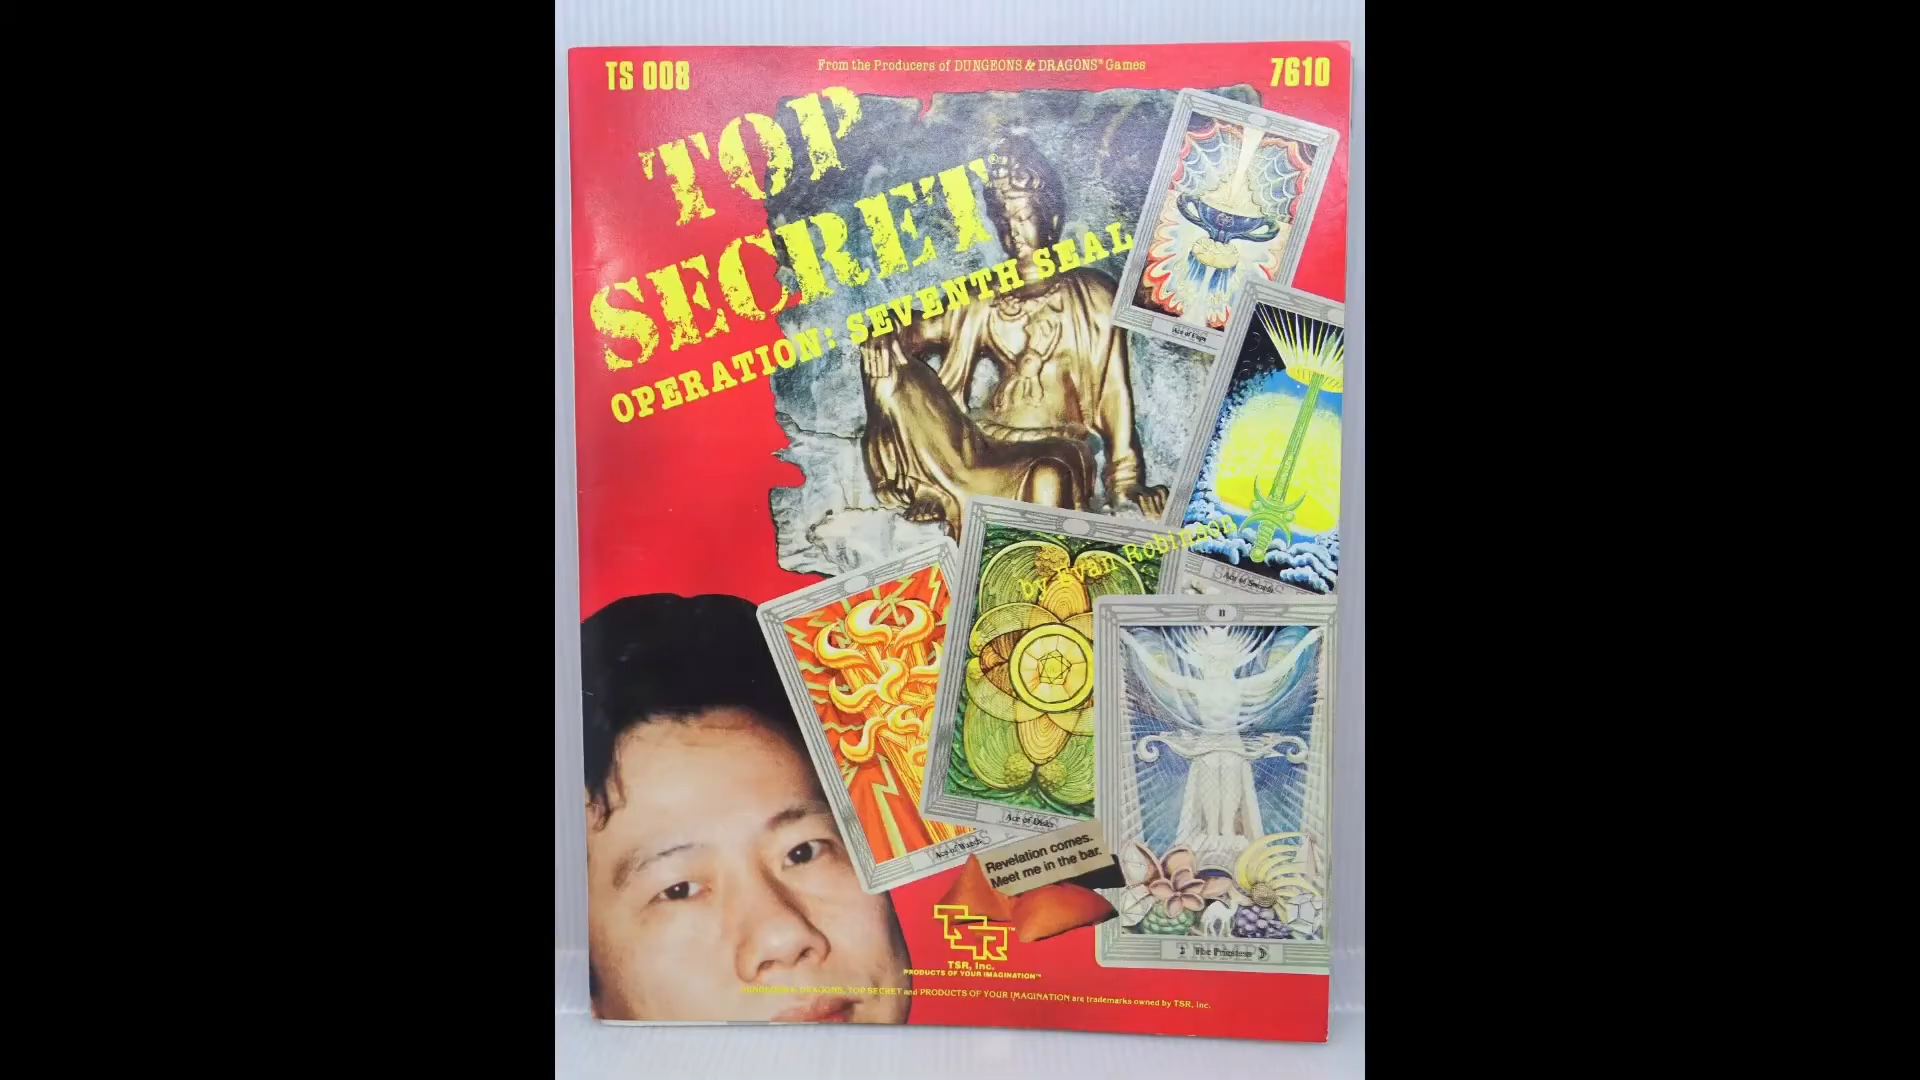 TS 008
From the Producers of DUNGEONS & DRAGONS® Games
7610
TOP
SECRET®
OPERATION: SEVENTH SEAL
by Evan Robinson
Ace of Cups
Ace of Swords
Ace of Disks
Ace of Wands
II
Revelation comes.
Meet me in the bar.
The Priestess
TSR™
TSR, Inc.
PRODUCTS OF YOUR IMAGINATION™
DUNGEONS & DRAGONS, TOP SECRET and PRODUCTS OF YOUR IMAGINATION are trademarks owned by TSR, Inc.